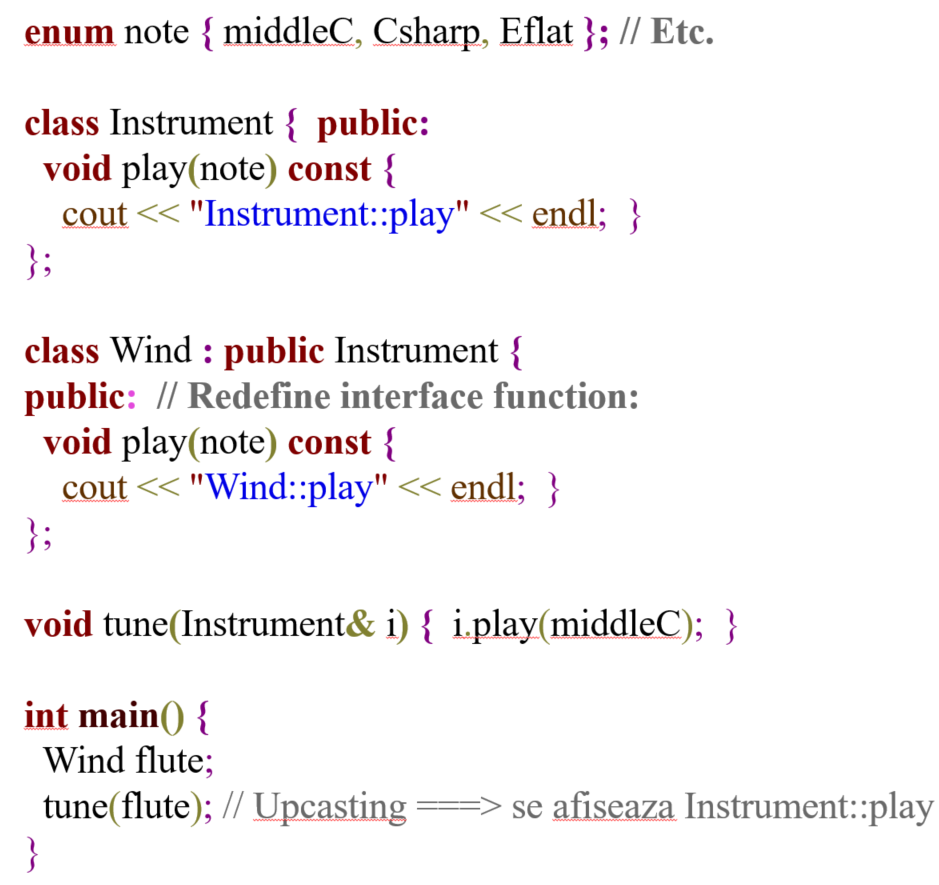 enum note { middleC, Csharp, Eflat }; // Etc.
class Instrument { public:
void play(note) const {
cout << "Instrument::play" << endl; }
};
class Wind : public Instrument {
public: // Redefine interface function:
void play(note) const {
cout << "Wind::play" << endl; }
};
void tune(Instrument& i) { i.play(middleC); }
int main() {
Wind flute;
tune(flute); // Upcasting ===> se afiseaza Instrument::play
}